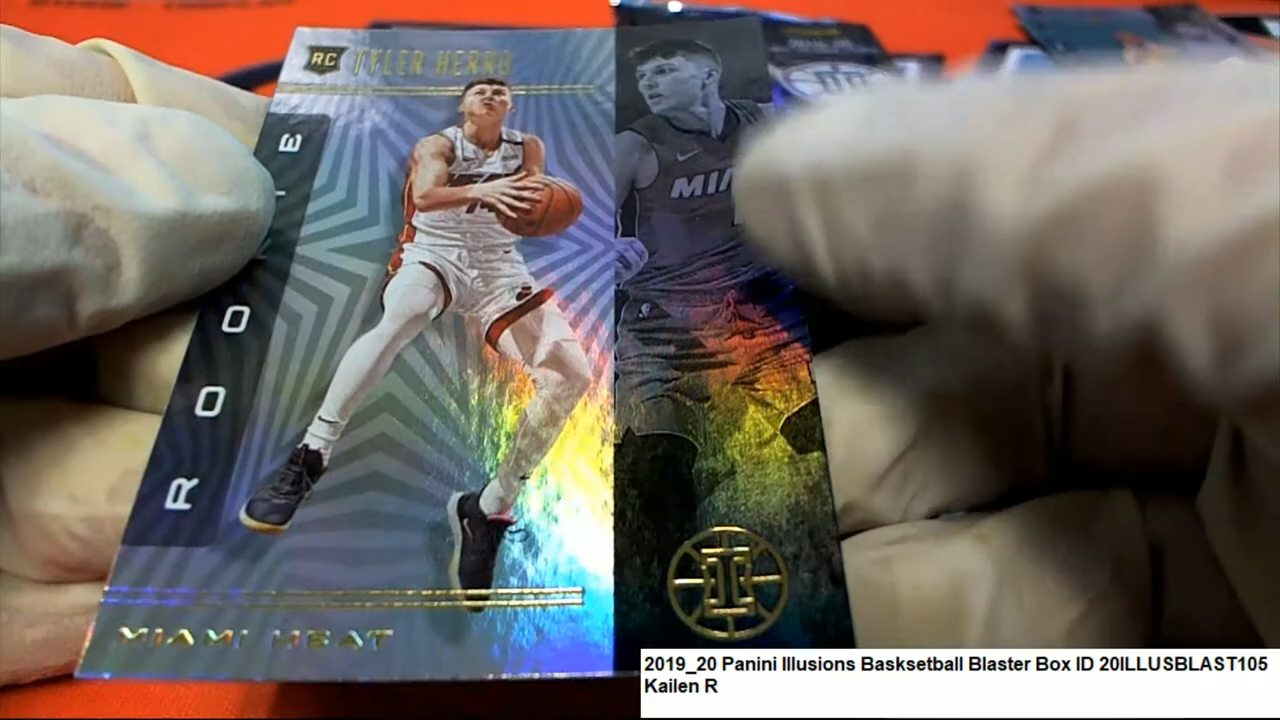 RC TYLER HERRO
ROOKIE
MIAMI HEAT
MIA
2019_20 Panini Illusions Basksetball Blaster Box ID 20ILLUSBLAST105
Kailen R